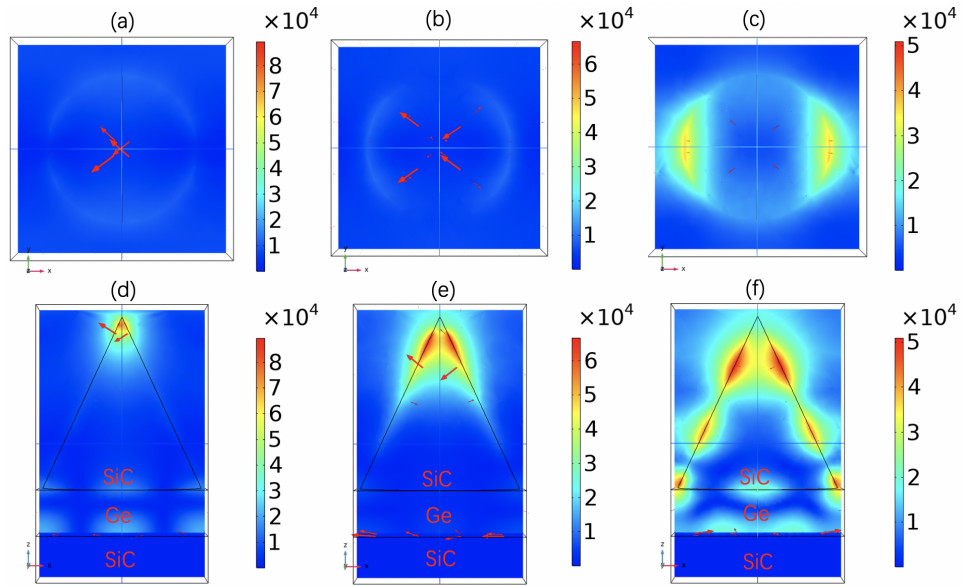 (a) (b) (c)
×10⁴ ×10⁴ ×10⁴
8 7 6 5 4 3 2 1
6 5 4 3 2 1
5 4 3 2 1
y x z
y x z
y x z
(d) (e) (f)
×10⁴ ×10⁴ ×10⁴
8 7 6 5 4 3 2 1
6 5 4 3 2 1
5 4 3 2 1
SiC SiC SiC
Ge Ge Ge
SiC SiC SiC
z x
z x
z x